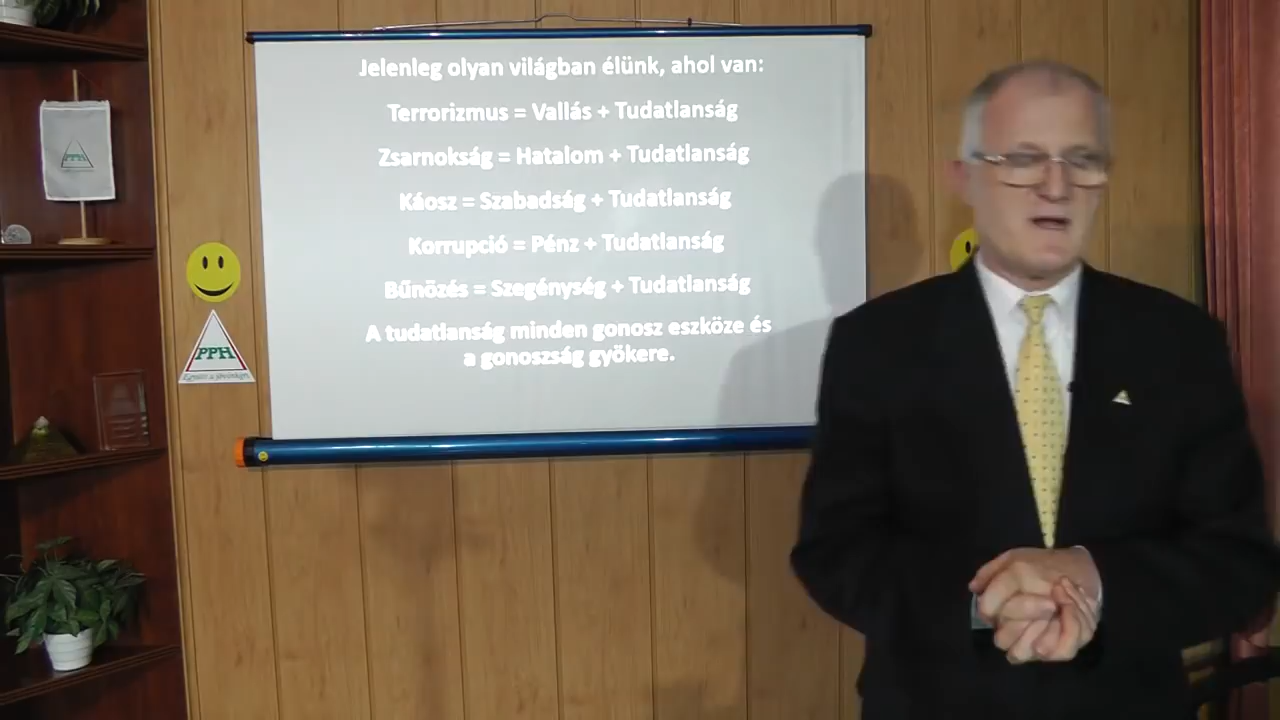 Jelenleg olyan világban élünk, ahol van:
Terrorizmus = Vallás + Tudatlanság
Zsarnokság = Hatalom + Tudatlanság
Káosz = Szabadság + Tudatlanság
Korrupció = Pénz + Tudatlanság
Bűnözés = Szegénység + Tudatlanság
A tudatlanság minden gonosz eszköze és
a gonoszság gyökere.
PPH
PPH